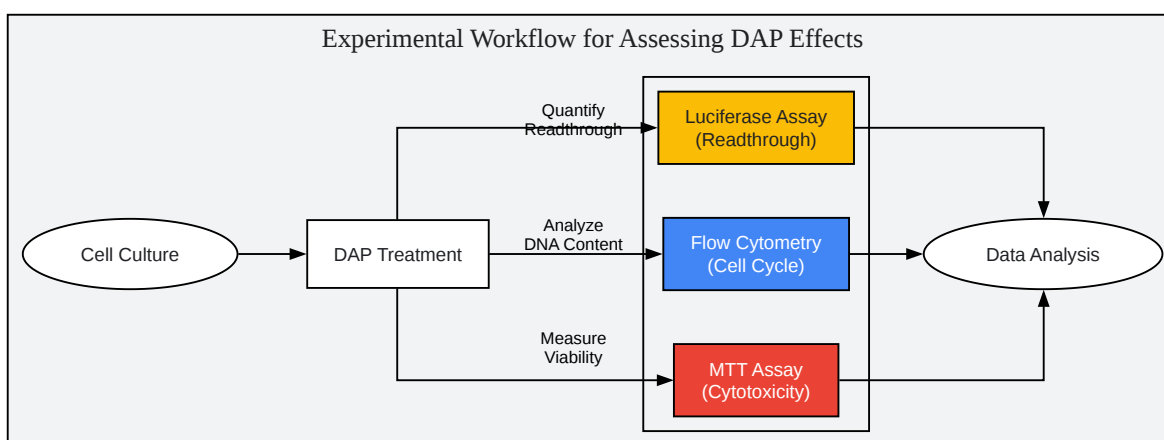 Experimental Workflow for Assessing DAP Effects
Quantify
Readthrough
Luciferase Assay
(Readthrough)
Cell Culture
DAP Treatment
Analyze
DNA Content
Flow Cytometry
(Cell Cycle)
Data Analysis
Measure
Viability
MTT Assay
(Cytotoxicity)